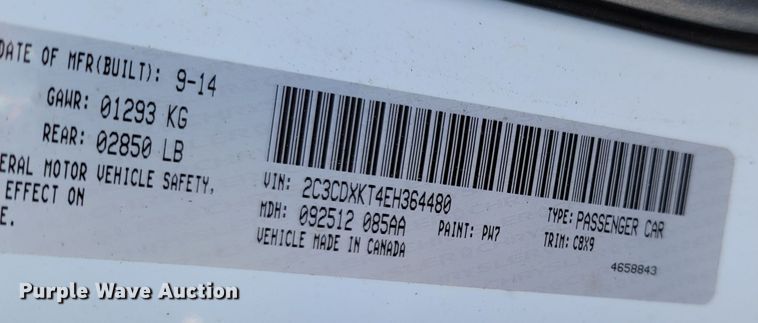 DATE OF MFR(BUILT): 9-14
GAWR: 01293 KG
REAR: 02850 LB
ERAL MOTOR VEHICLE SAFETY,
EFFECT ON
E.
VIN: 2C3CDXKT4EH364480
MDH: 092512 085AA
PAINT: PW7
TYPE: PASSENGER CAR
TRIM: C8X9
VEHICLE MADE IN CANADA
4658843
Purple Wave Auction